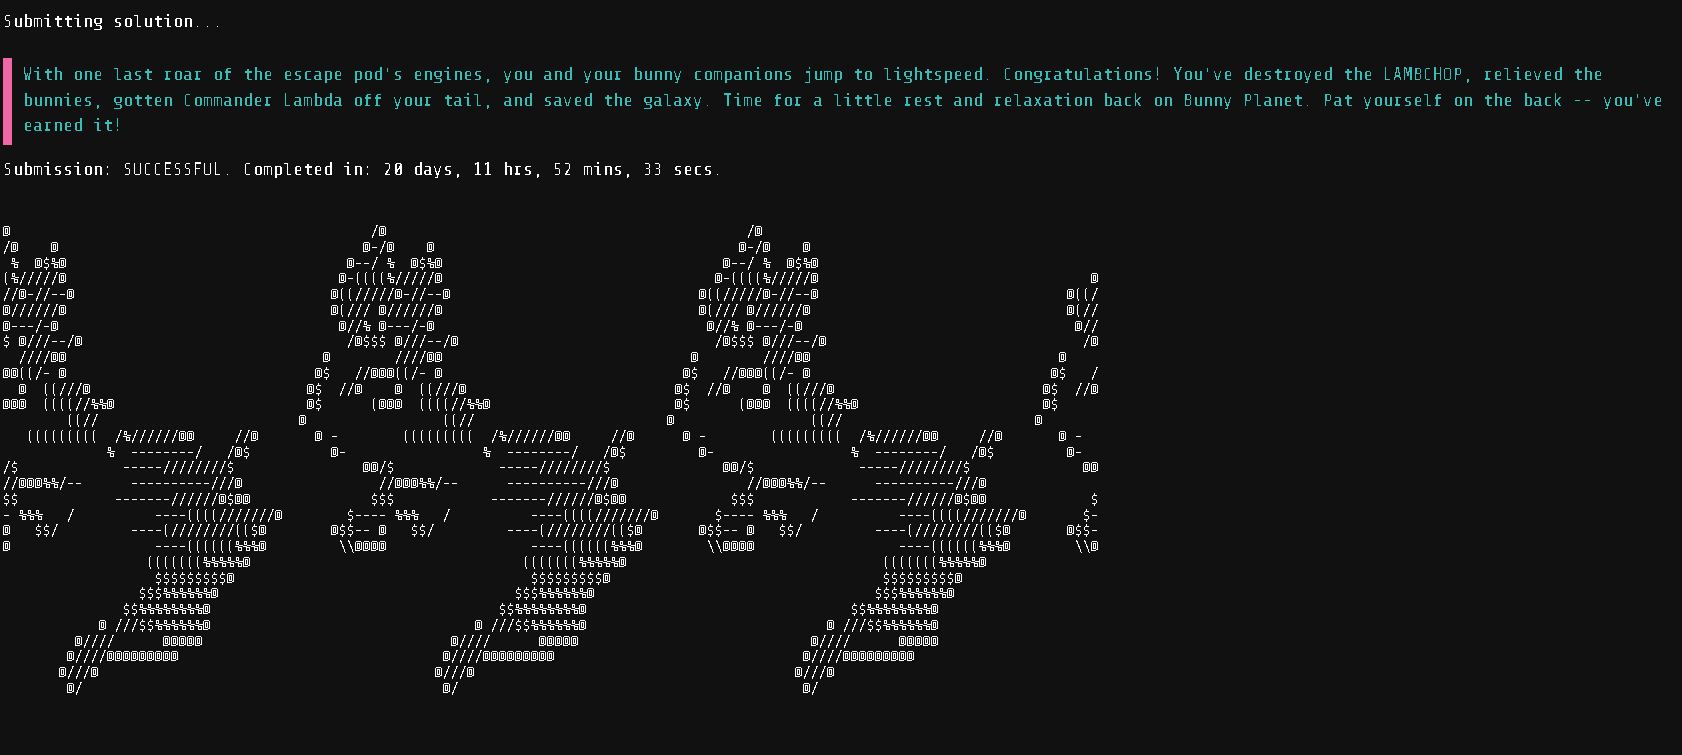 Submitting solution...
With one last roar of the escape pod's engines, you and your bunny companions jump to lightspeed. Congratulations! You've destroyed the LAMBCHOP, relieved the
bunnies, gotten Commander Lambda off your tail, and saved the galaxy. Time for a little rest and relaxation back on Bunny Planet. Pat yourself on the back -- you've
earned it!
Submission: SUCCESSFUL. Completed in: 20 days, 11 hrs, 52 mins, 33 secs.